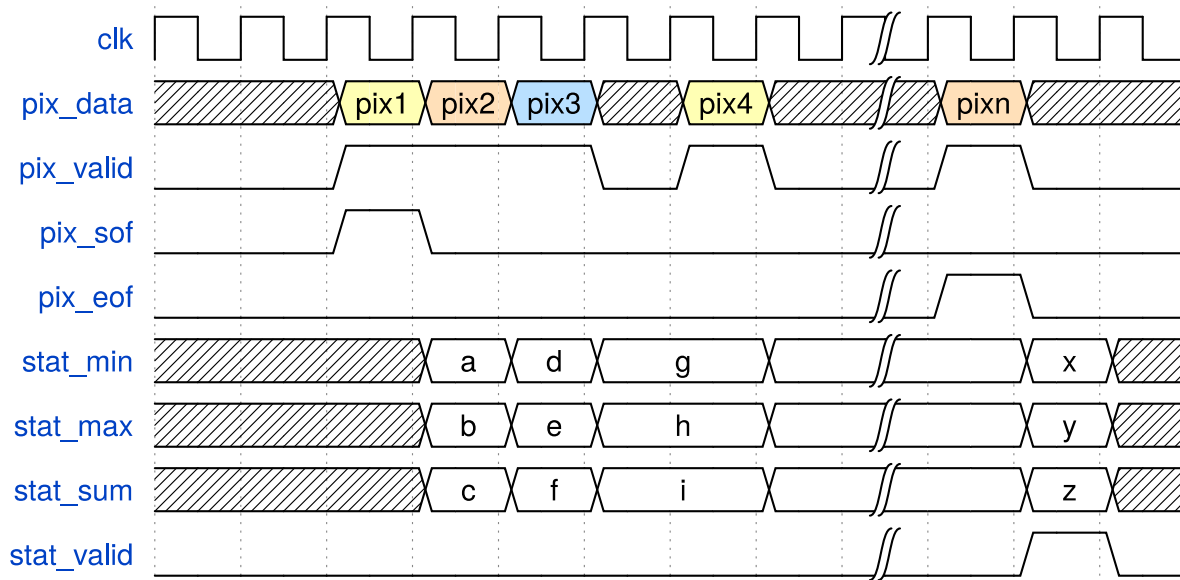 clk
pix_data pix1 pix2 pix3 pix4 pixn
pix_valid
pix_sof
pix_eof
stat_min a d g x
stat_max b e h y
stat_sum c f i z
stat_valid